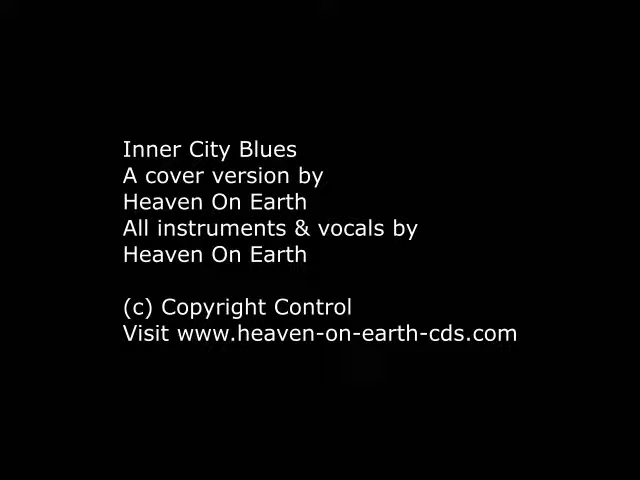 Inner City Blues
A cover version by
Heaven On Earth
All instruments & vocals by
Heaven On Earth
(c) Copyright Control
Visit www.heaven-on-earth-cds.com